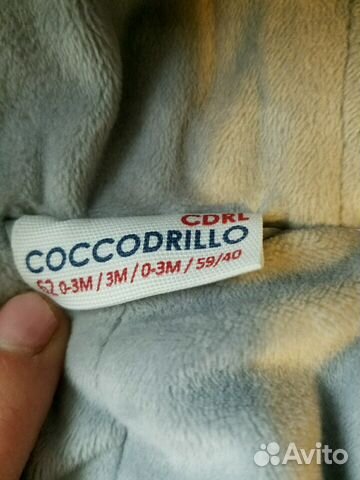 CDRL
COCCODRILLO
62 0-3M / 3M / 0-3M / 59/40
Avito